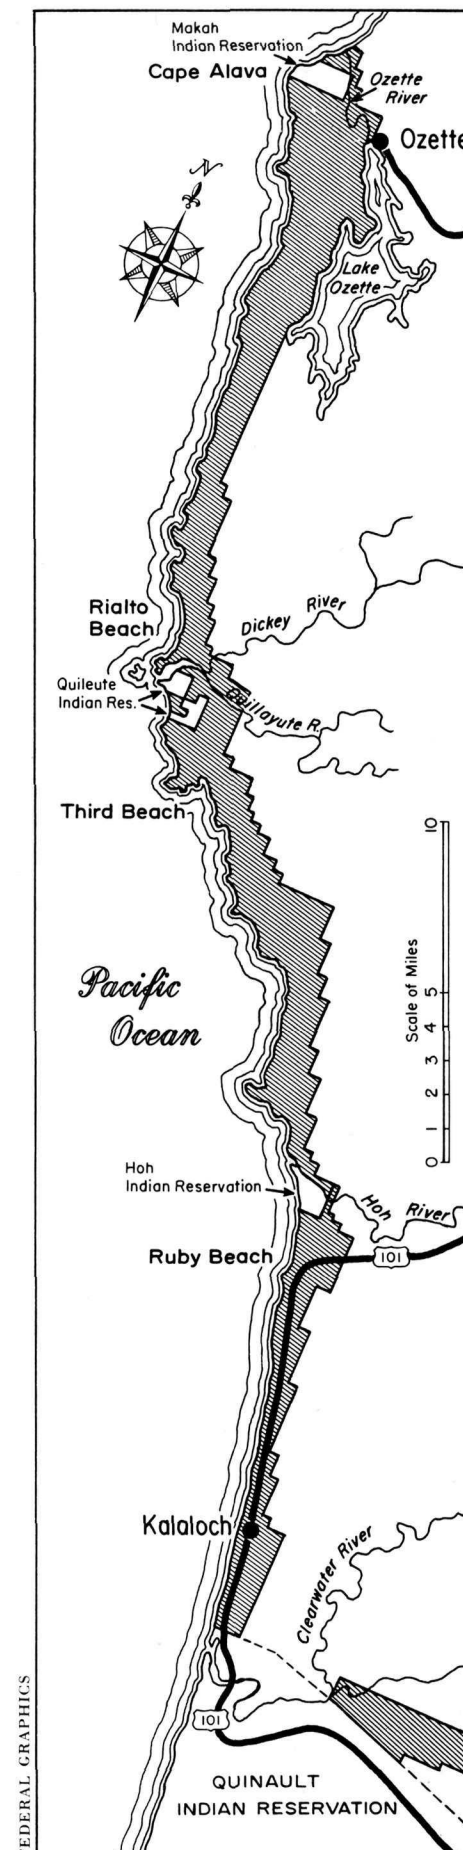 Makah
Indian Reservation
Cape Alava
Ozette
River
Ozette
N
Lake
Ozette
Rialto
Beach
Dickey River
Quileute
Indian Res.
Quillayute R.
Third Beach
Pacific
Ocean
Scale of Miles
10
5
4
3
2
1
0
Hoh
Indian Reservation
Hoh River
Ruby Beach
101
Kalaloch
Clearwater River
101
QUINAULT
INDIAN RESERVATION
FEDERAL GRAPHICS